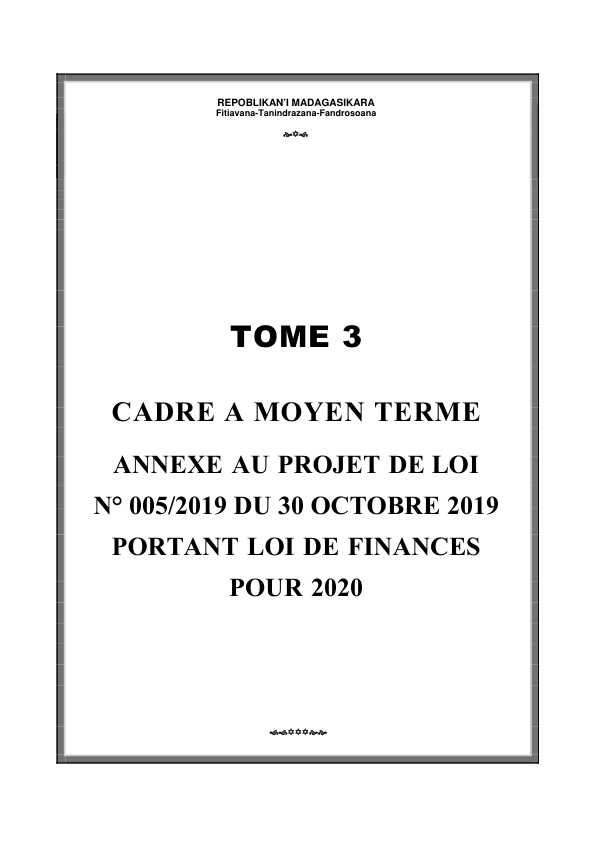 REPOBLIKAN'I MADAGASIKARA
Fitiavana-Tanindrazana-Fandrosoana
TOME 3
CADRE A MOYEN TERME
ANNEXE AU PROJET DE LOI
N° 005/2019 DU 30 OCTOBRE 2019
PORTANT LOI DE FINANCES
POUR 2020